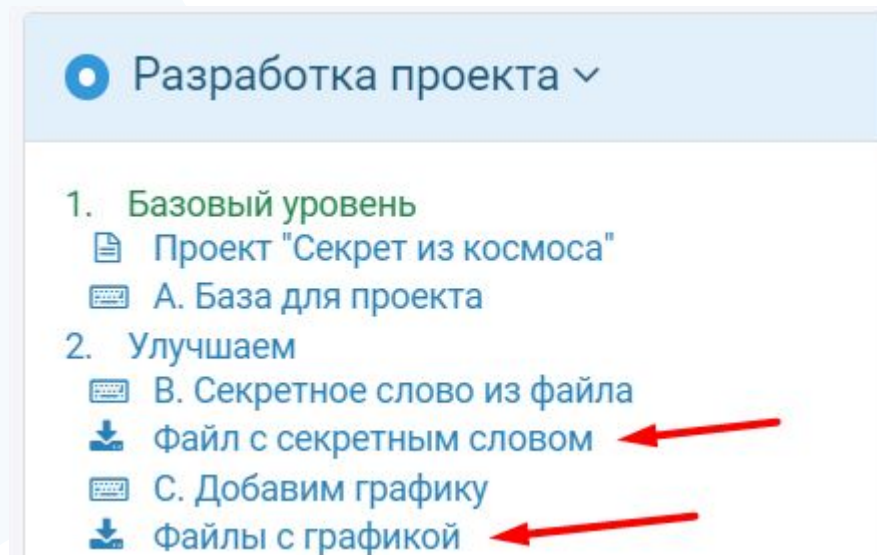 Разработка проекта
1. Базовый уровень
Проект "Секрет из космоса"
А. База для проекта
2. Улучшаем
В. Секретное слово из файла
Файл с секретным словом
С. Добавим графику
Файлы с графикой